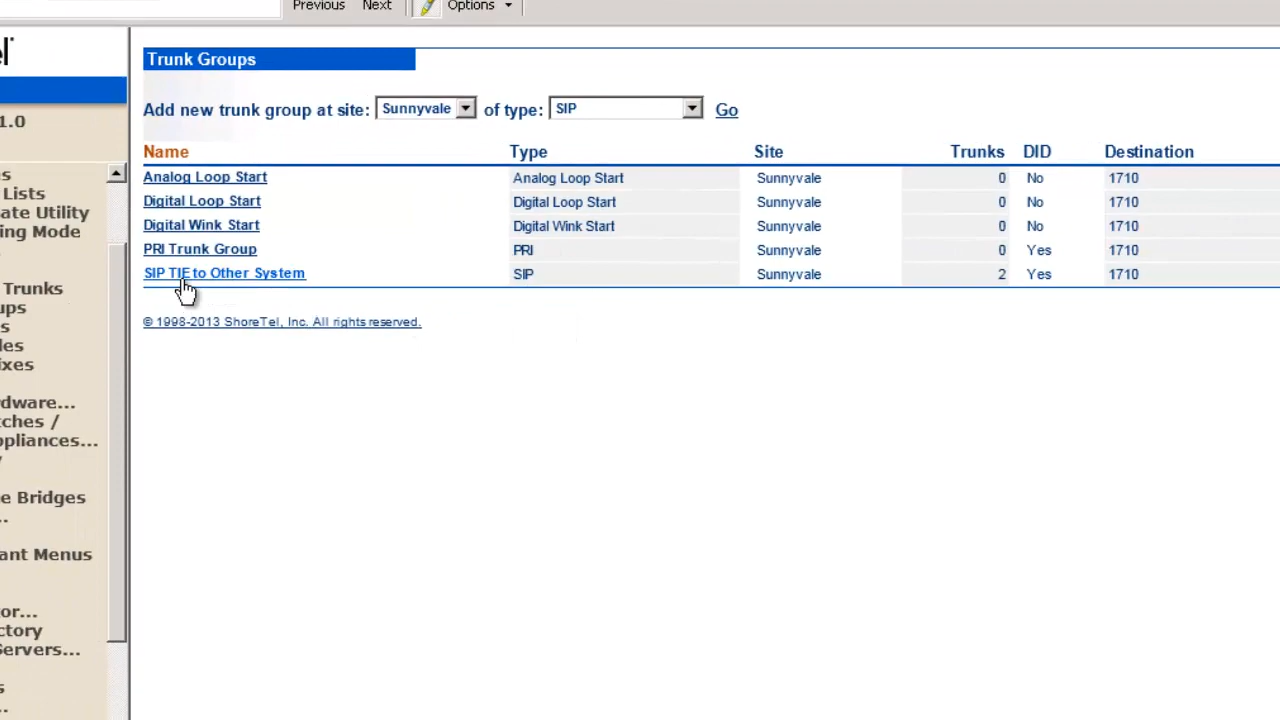 Previous Next Options
Trunk Groups
1.0
Add new trunk group at site: Sunnyvale of type: SIP Go
Name Type Site Trunks DID Destination
Analog Loop Start Analog Loop Start Sunnyvale 0 No 1710
Digital Loop Start Digital Loop Start Sunnyvale 0 No 1710
Digital Wink Start Digital Wink Start Sunnyvale 0 No 1710
PRI Trunk Group PRI Sunnyvale 0 Yes 1710
SIP TIE to Other System SIP Sunnyvale 2 Yes 1710
© 1998-2013 ShoreTel, Inc. All rights reserved.
Lists
ate Utility
ing Mode
Trunks
ups
s
les
ixes
dware...
tches /
ppliances...
e Bridges
ant Menus
or...
ctory
Servers...
s